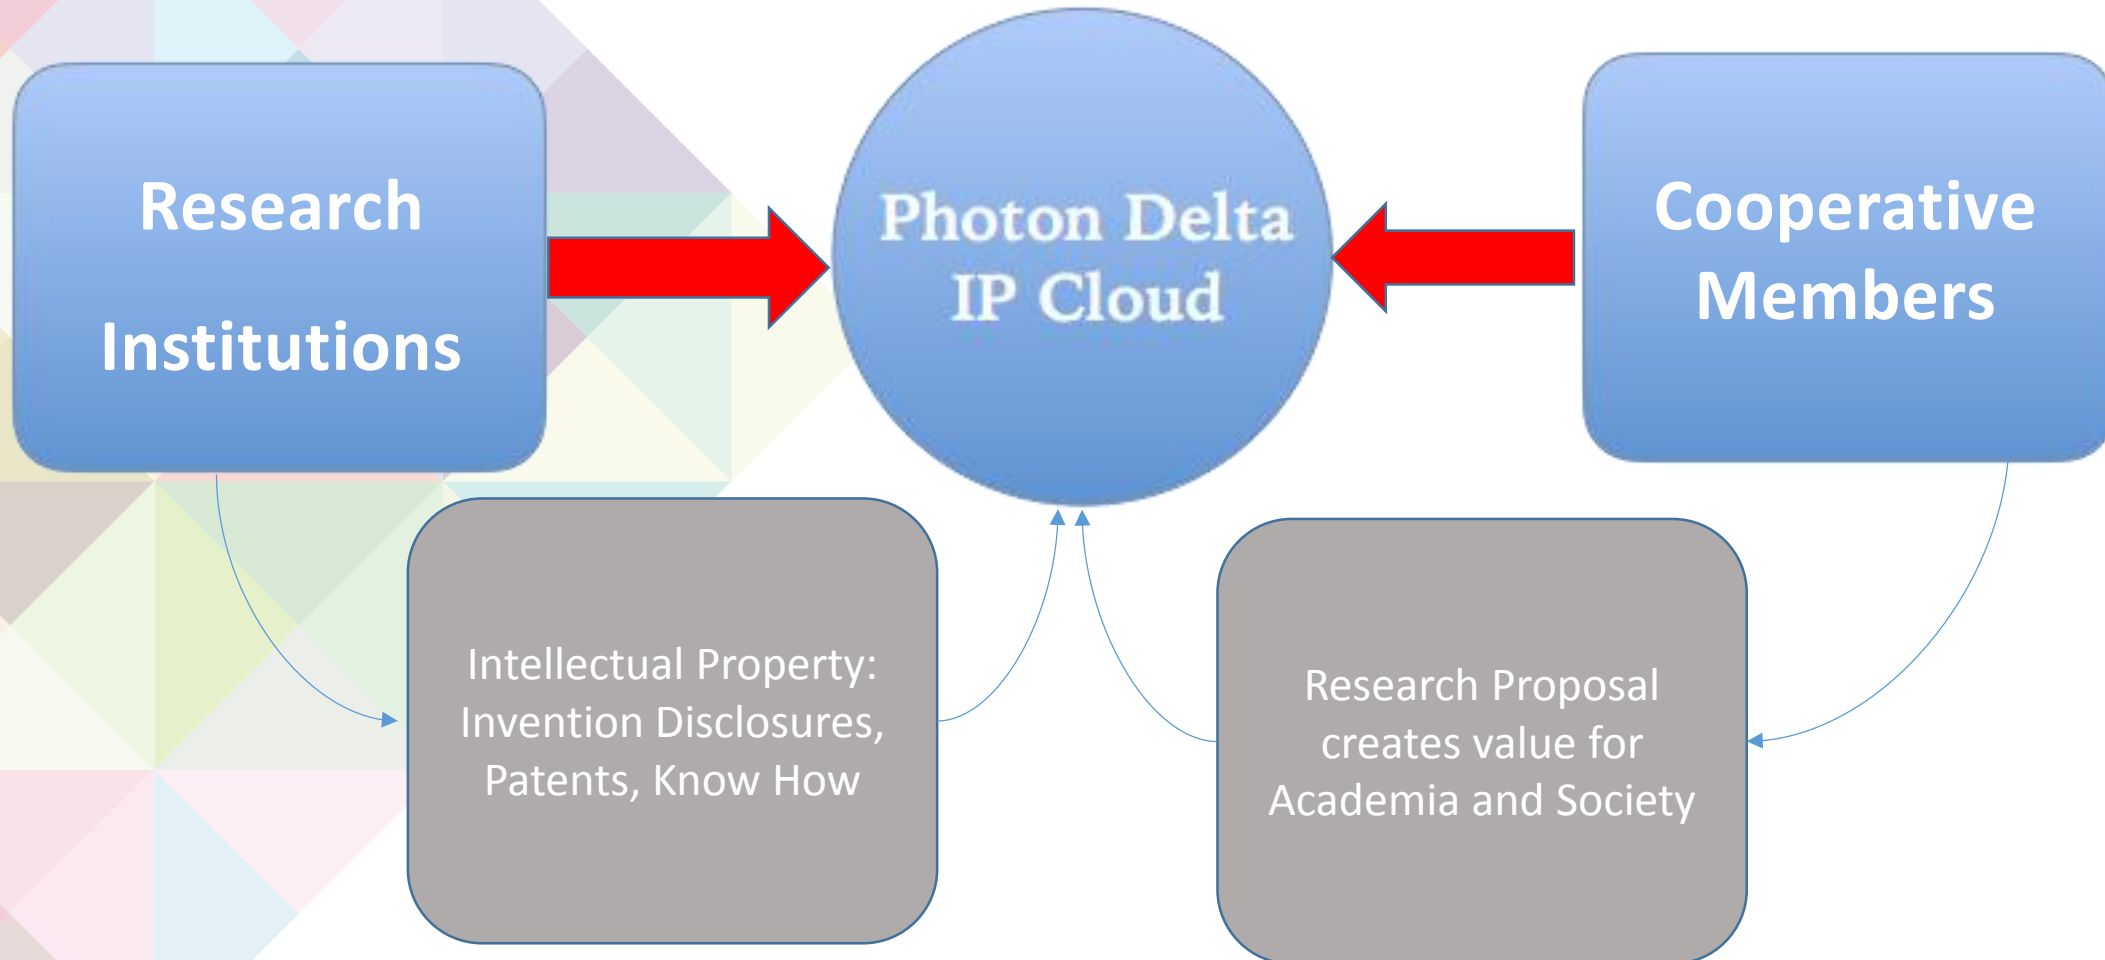 Research
Institutions
Photon Delta
IP Cloud
Cooperative
Members
Intellectual Property:
Invention Disclosures,
Patents, Know How
Research Proposal
creates value for
Academia and Society